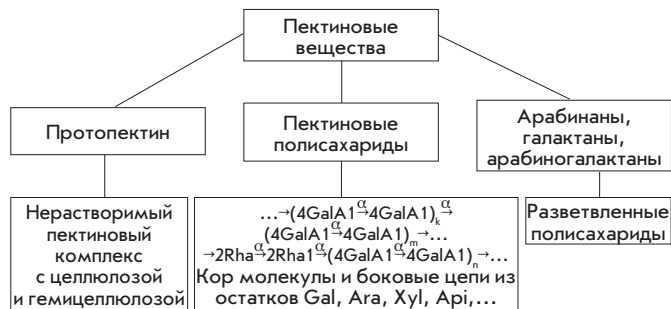 Пектиновые
вещества
Протопектин
Пектиновые
полисахариды
Арабинаны,
галактаны,
арабиногалактаны
Нерастворимый
пектиновый
комплекс
с целлюлозой
и гемицеллюлозой
...→(4GalA1α→4GalA1)kα→
(4GalA1α→4GalA1)m→...
→2Rhaα→2Rha1α→(4GalA1α→4GalA1)n→...
Кор молекулы и боковые цепи из
остатков Gal, Ara, Xyl, Api,...
Разветвленные
полисахариды